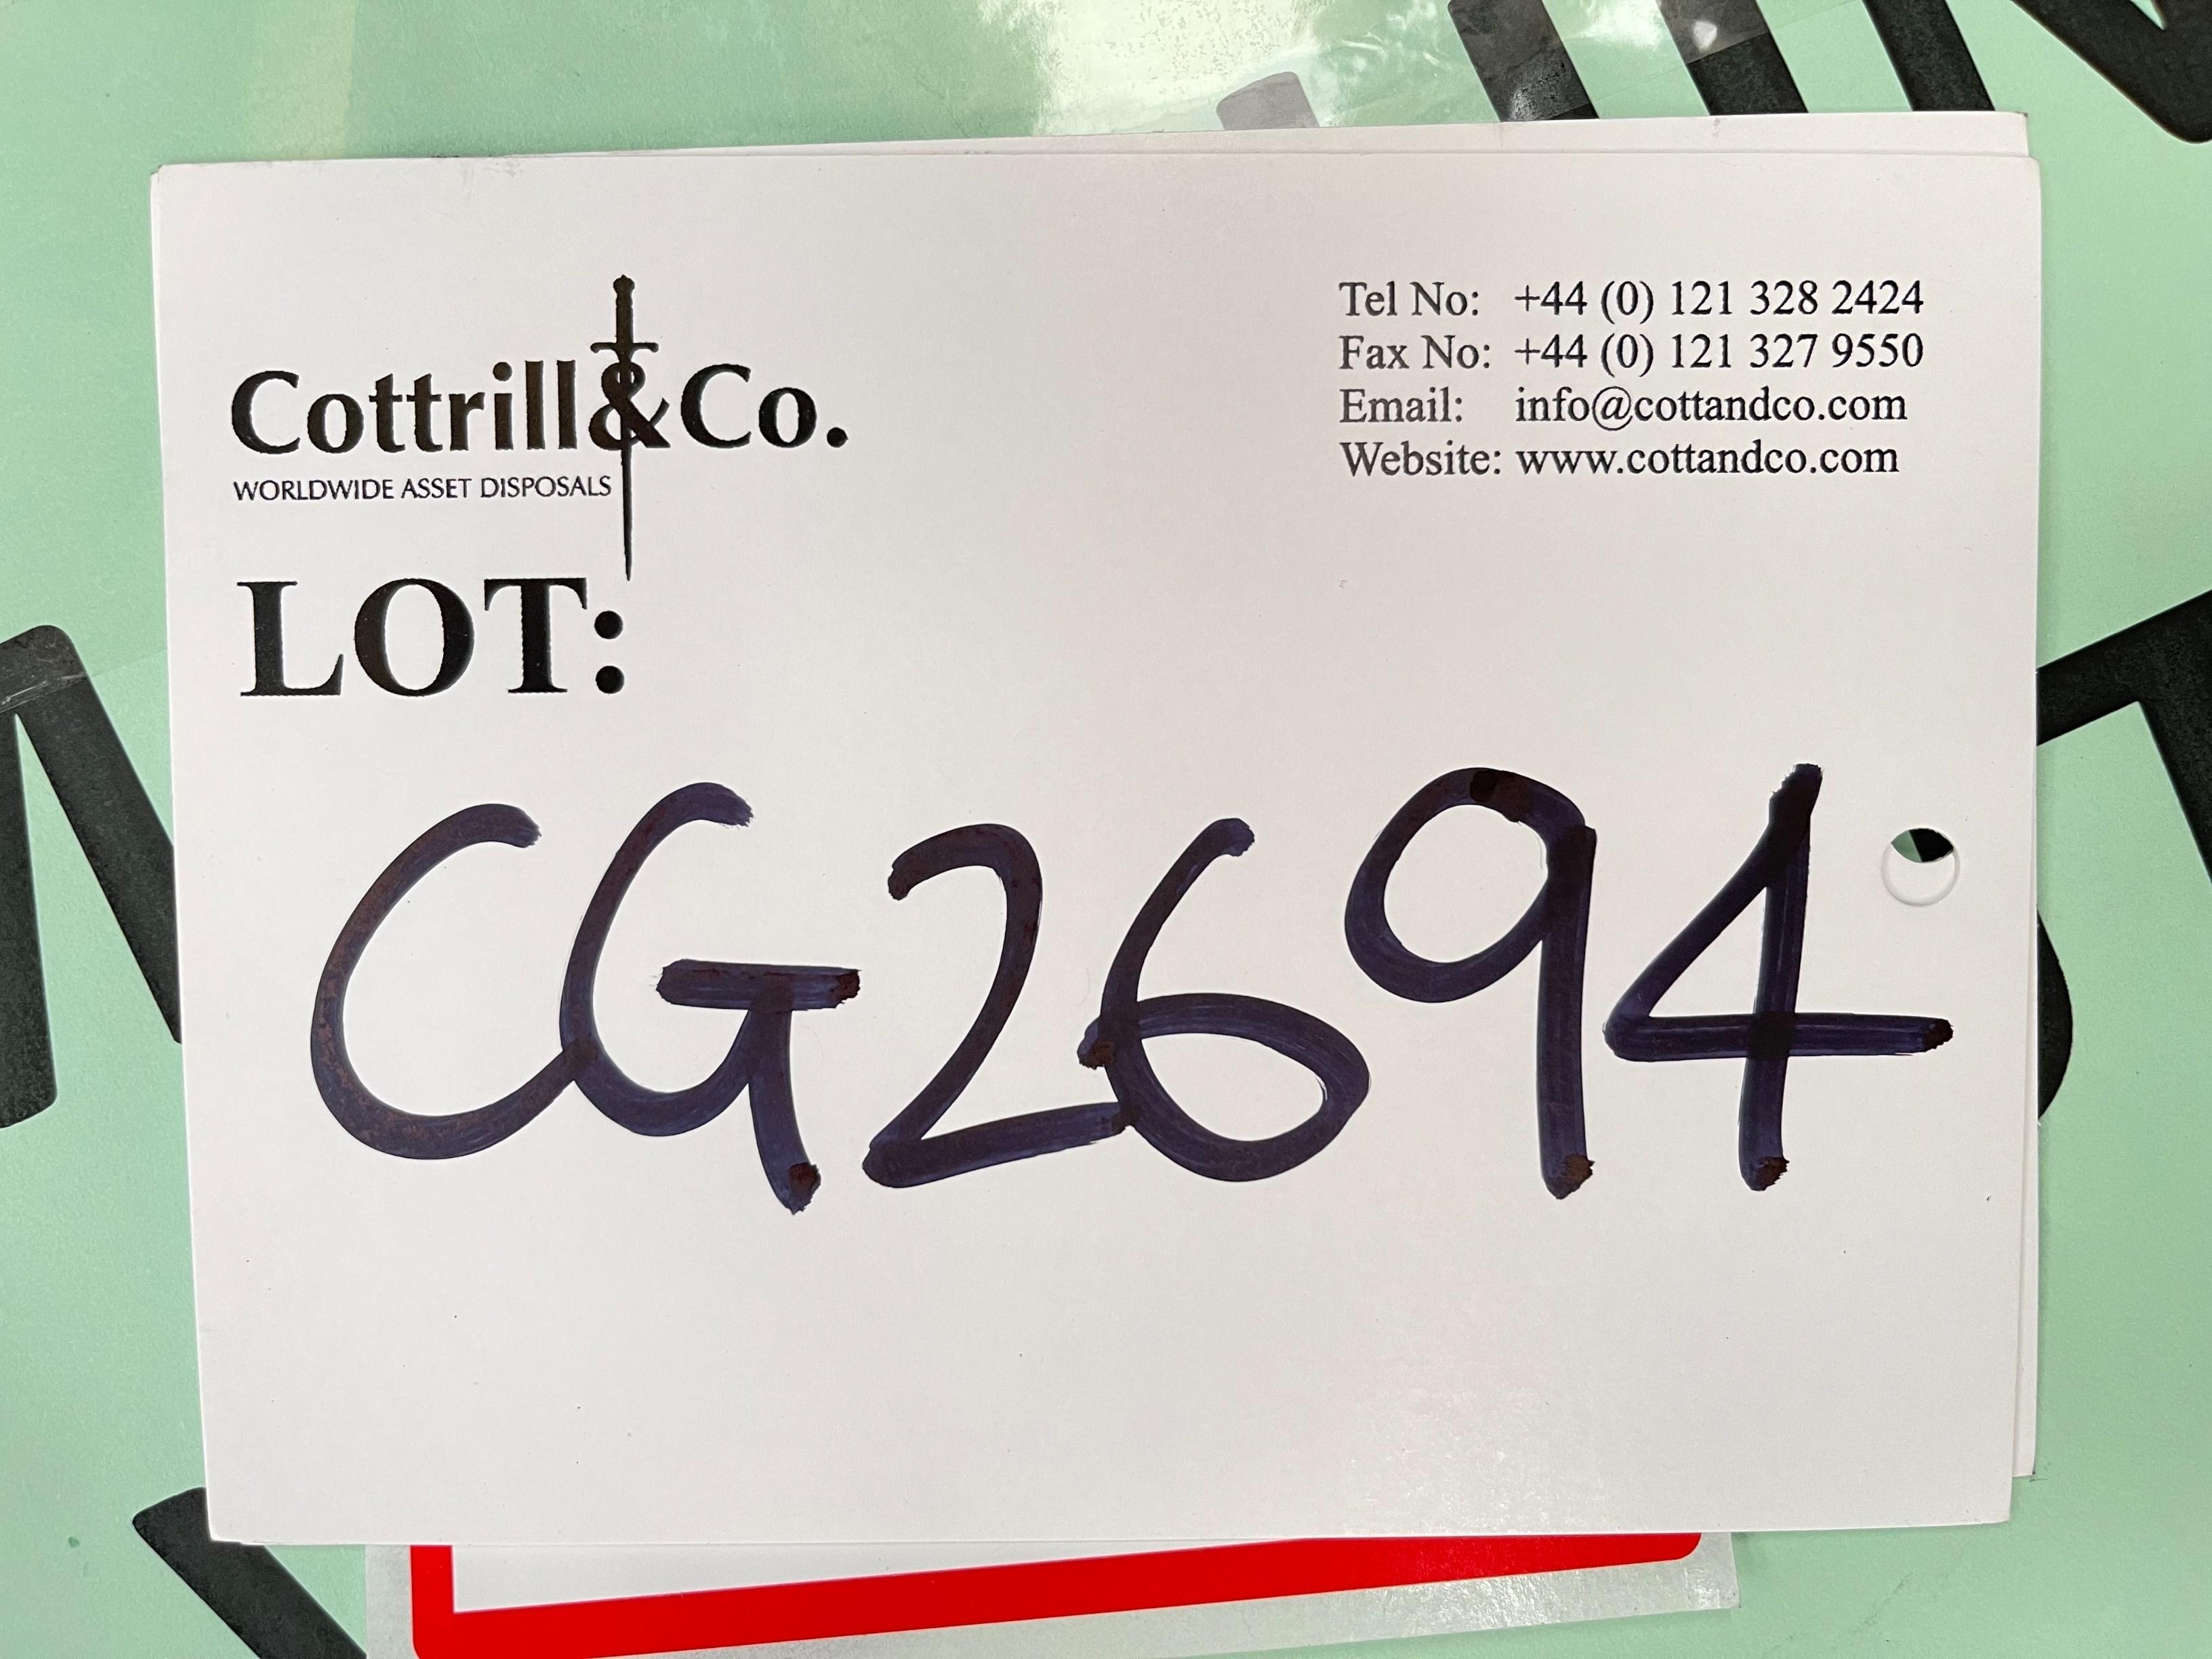 Cottrill&Co.
WORLDWIDE ASSET DISPOSALS
Tel No: +44 (0) 121 328 2424
Fax No: +44 (0) 121 327 9550
Email: info@cottandco.com
Website: www.cottandco.com
LOT:
CG2694